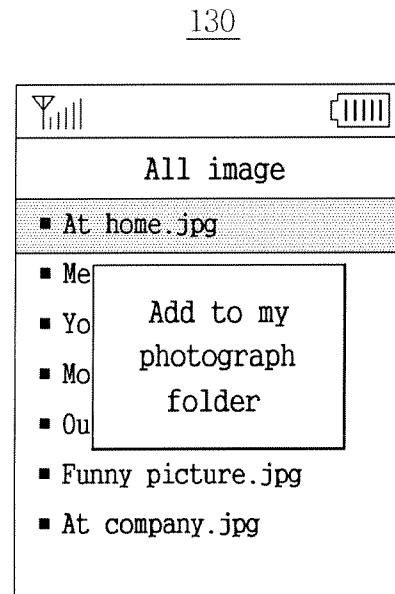 130
All image
▪ At home.jpg
▪ Me
▪ Yo
▪ Mo
▪ Ou
Add to my
photograph
folder
▪ Funny picture.jpg
▪ At company.jpg